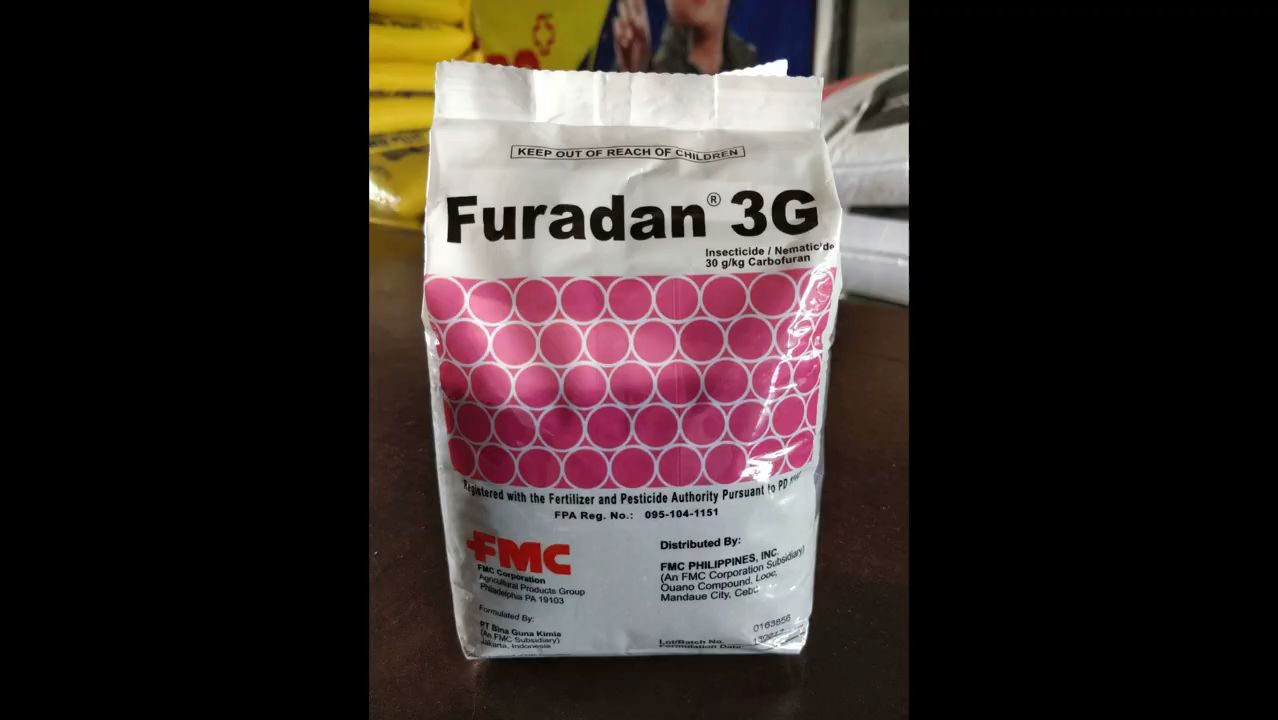 KEEP OUT OF REACH OF CHILDREN
Furadan® 3G
Insecticide / Nematicide
30 g/kg Carbofuran
Registered with the Fertilizer and Pesticide Authority Pursuant to PD
FPA Reg. No.: 095-104-1151
FMC
FMC Corporation
Agricultural Products Group
Philadelphia PA 19103
Formulated By:
PT Bina Guna Kimia
(An FMC Subsidiary)
Jakarta, Indonesia
Distributed By:
FMC PHILIPPINES, INC.
(An FMC Corporation Subsidiary)
Ouano Compound, Looc,
Mandaue City, Cebu
0163856
Lot/Batch No.
Formulation Date